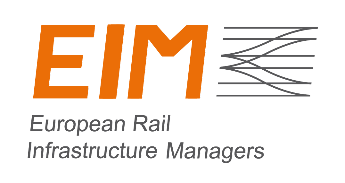 EIM
European Rail
Infrastructure Managers